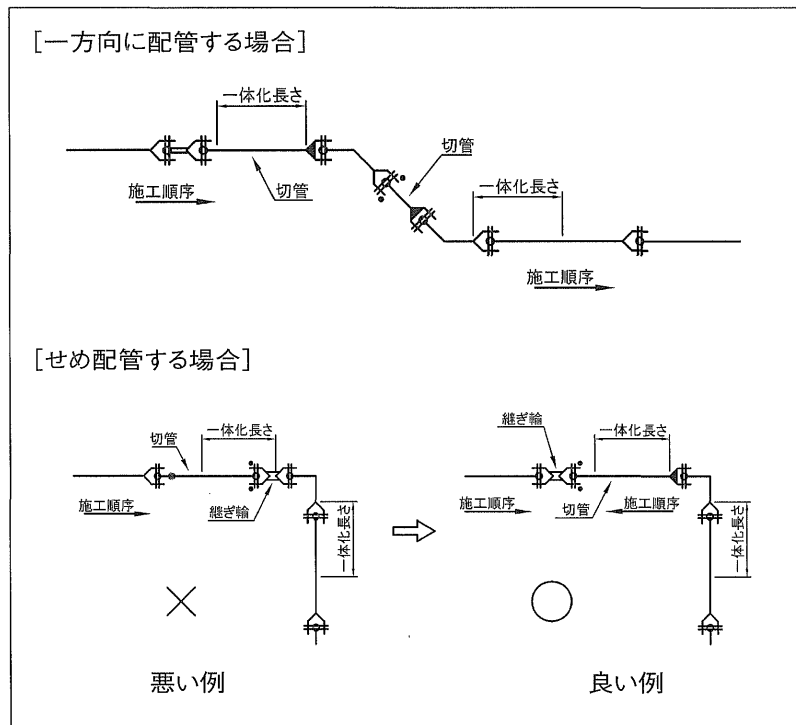 [一方向に配管する場合]
一体化長さ
切管
施工順序
切管
一体化長さ
施工順序
[せめ配管する場合]
切管
一体化長さ
施工順序
継ぎ輪
一体化長さ
悪い例
継ぎ輪
一体化長さ
施工順序
切管
施工順序
一体化長さ
良い例